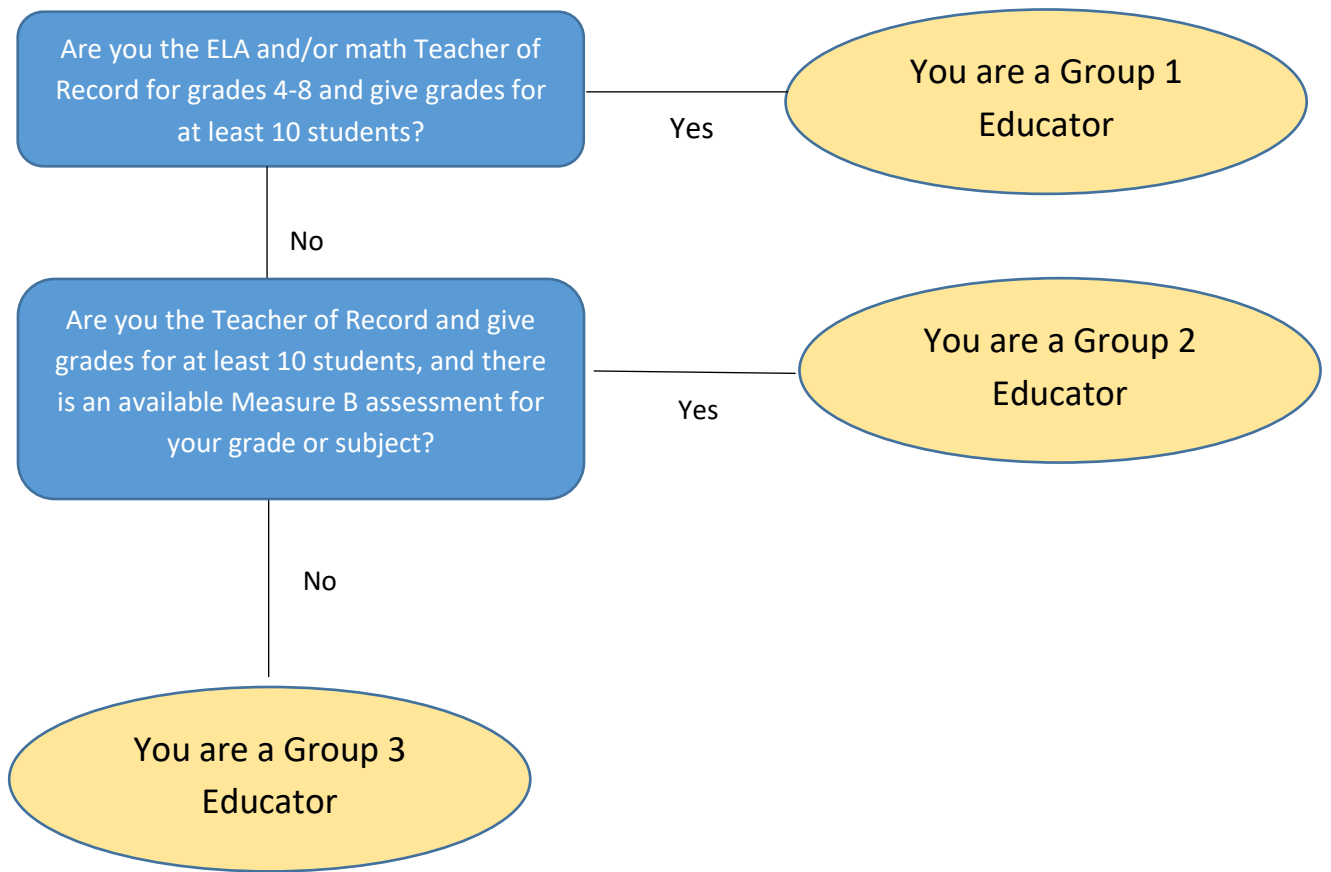 Are you the ELA and/or math Teacher of
Record for grades 4-8 and give grades for
at least 10 students?
Yes
You are a Group 1
Educator
No
Are you the Teacher of Record and give
grades for at least 10 students, and there
is an available Measure B assessment for
your grade or subject?
Yes
You are a Group 2
Educator
No
You are a Group 3
Educator